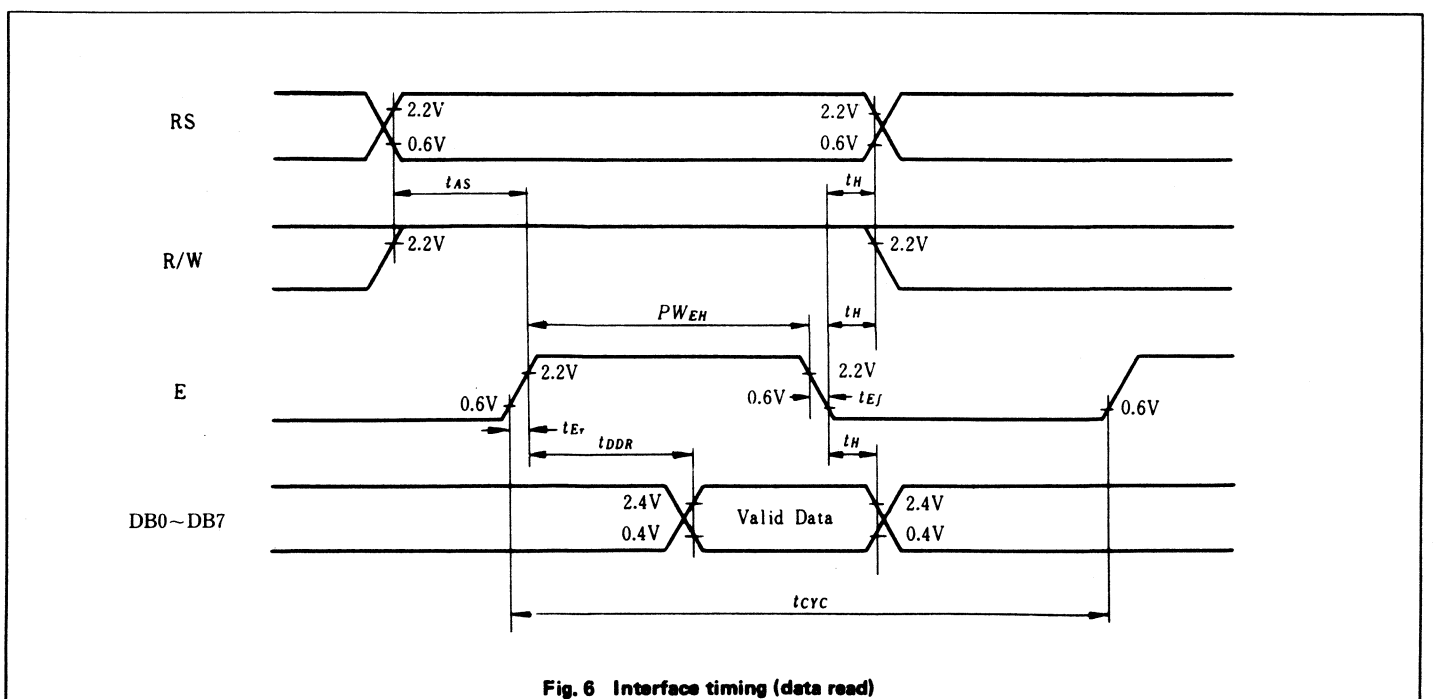 RS
2.2V
0.6V
2.2V
0.6V
tAS
tH
R/W
2.2V
2.2V
PWEH
tH
E
2.2V
0.6V
2.2V
0.6V
tEf
0.6V
tEr
tDDR
tH
DB0~DB7
2.4V
0.4V
Valid Data
2.4V
0.4V
tCYC
Fig. 6 Interface timing (data read)